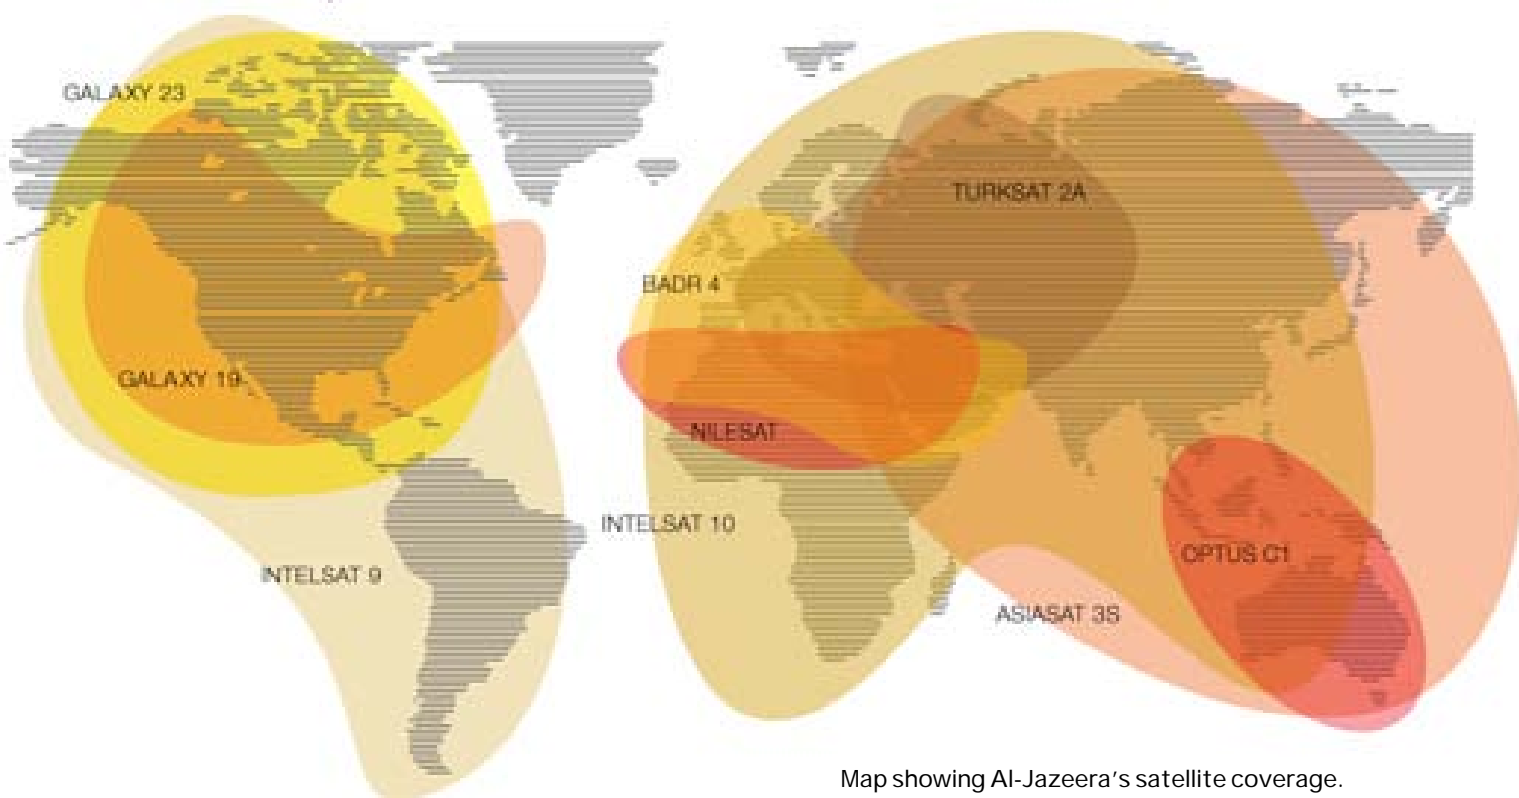 GALAXY 23
TURKSAT 2A
BADR 4
GALAXY 19
NILESAT
INTELSAT 10
OPTUS C1
INTELSAT 9
ASIASAT 3S
Map showing Al-Jazeera's satellite coverage.